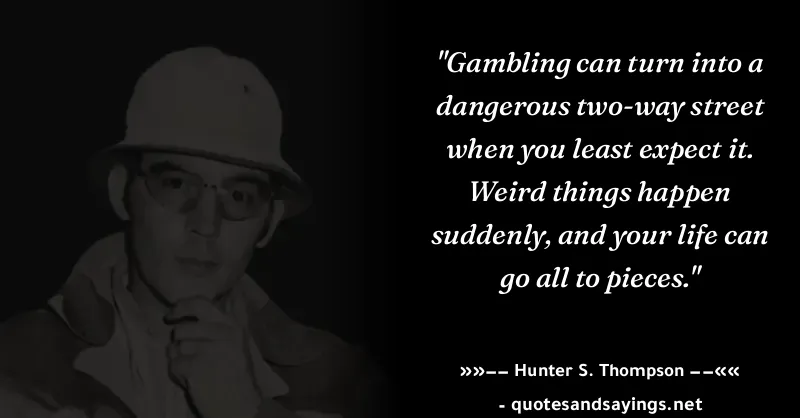 "Gambling can turn into a
dangerous two-way street
when you least expect it.
Weird things happen
suddenly, and your life can
go all to pieces."
»»–– Hunter S. Thompson ––««
- quotesandsayings.net